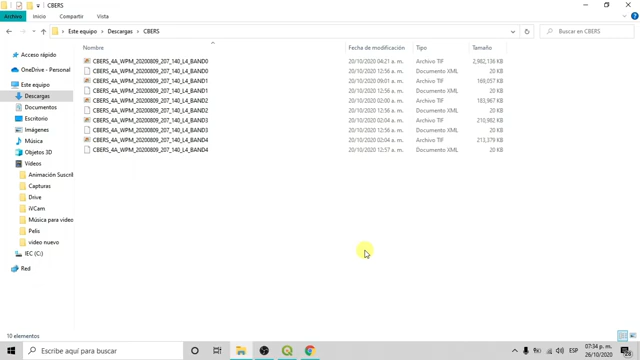 CBERS
Archivo Inicio Compartir Vista
Este equipo > Descargas > CBERS
Buscar en CBERS
Nombre Fecha de modificación Tipo Tamaño
CBERS_4A_WPM_20200809_207_140_L4_BAND0 20/10/2020 04:21 a. m. Archivo TIF 2,982,136 KB
CBERS_4A_WPM_20200809_207_140_L4_BAND0 20/10/2020 12:56 a. m. Documento XML 20 KB
CBERS_4A_WPM_20200809_207_140_L4_BAND1 20/10/2020 09:01 a. m. Archivo TIF 169,057 KB
CBERS_4A_WPM_20200809_207_140_L4_BAND1 20/10/2020 12:56 a. m. Documento XML 20 KB
CBERS_4A_WPM_20200809_207_140_L4_BAND2 20/10/2020 02:00 a. m. Archivo TIF 183,967 KB
CBERS_4A_WPM_20200809_207_140_L4_BAND2 20/10/2020 12:56 a. m. Documento XML 20 KB
CBERS_4A_WPM_20200809_207_140_L4_BAND3 20/10/2020 02:04 a. m. Archivo TIF 210,982 KB
CBERS_4A_WPM_20200809_207_140_L4_BAND3 20/10/2020 12:56 a. m. Documento XML 20 KB
CBERS_4A_WPM_20200809_207_140_L4_BAND4 20/10/2020 02:04 a. m. Archivo TIF 213,379 KB
CBERS_4A_WPM_20200809_207_140_L4_BAND4 20/10/2020 12:57 a. m. Documento XML 20 KB
Acceso rápido
OneDrive - Personal
Este equipo
Descargas
Documentos
Escritorio
Imágenes
Música
Objetos 3D
Vídeos
Animación Suscrib
Capturas
Drive
iVCam
Música para video
Pelis
video nuevo
IEC (C:)
Red
10 elementos
Escribe aquí para buscar
ESP
07:34 p. m.
26/10/2020